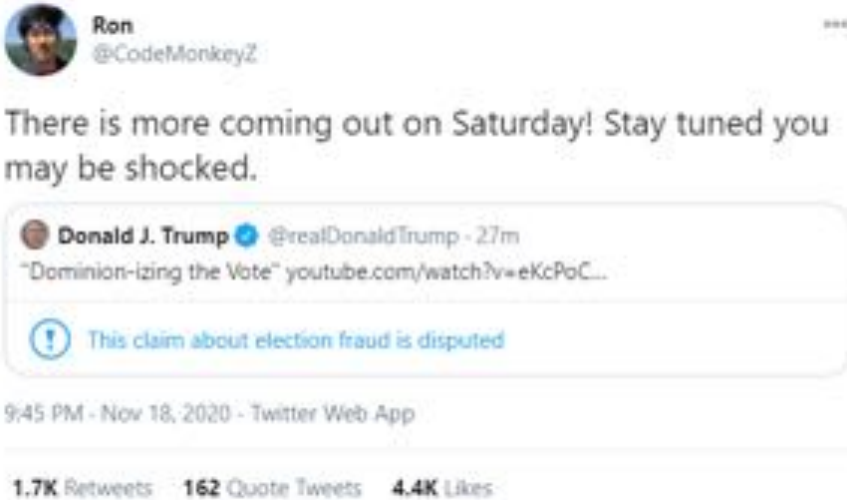 Ron
@CodeMonkeyZ
There is more coming out on Saturday! Stay tuned you
may be shocked.
Donald J. Trump @realDonaldTrump · 27m
"Dominion-izing the Vote" youtube.com/watch?v=eKcPoC...
This claim about election fraud is disputed
9:45 PM · Nov 18, 2020 · Twitter Web App
1.7K Retweets 162 Quote Tweets 4.4K Likes